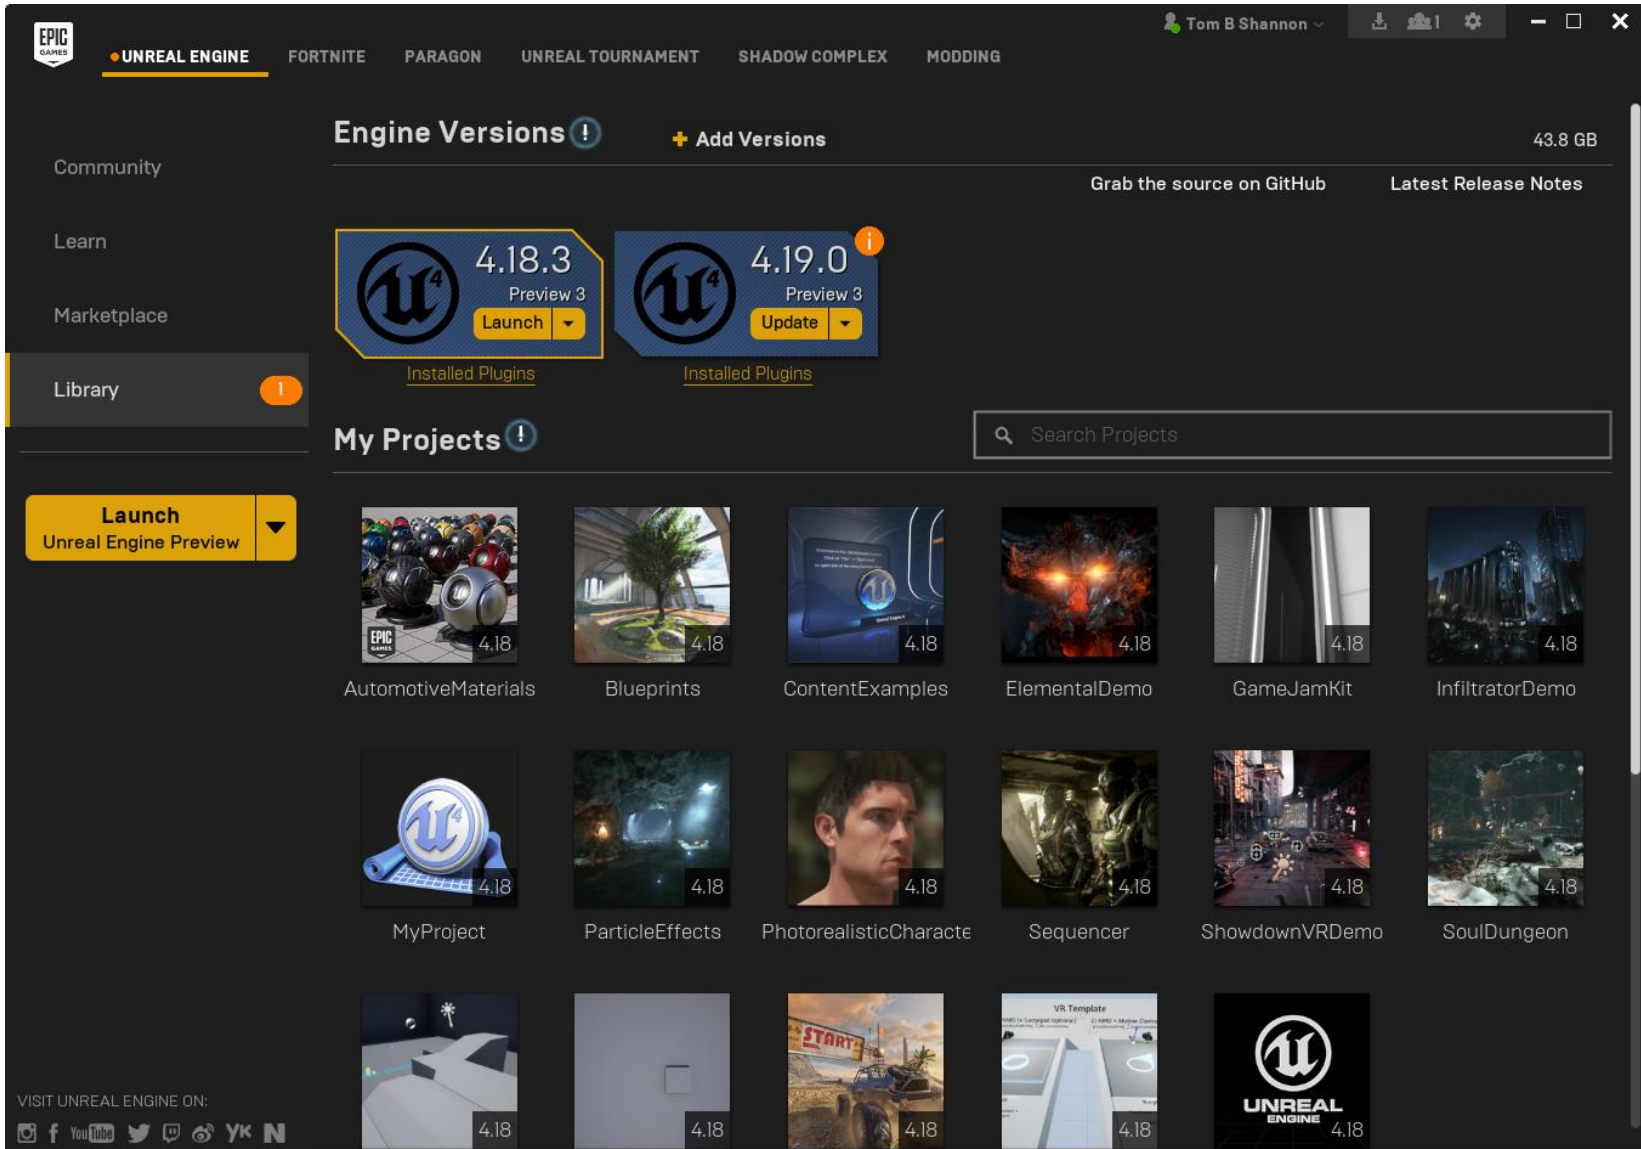 EPIC
GAMES
Tom B Shannon
1
UNREAL ENGINE
FORTNITE
PARAGON
UNREAL TOURNAMENT
SHADOW COMPLEX
MODDING
Community
Learn
Marketplace
Library
1
Launch
Unreal Engine Preview
Engine Versions
+ Add Versions
43.8 GB
Grab the source on GitHub
Latest Release Notes
4.18.3
Preview 3
Launch
Installed Plugins
4.19.0
Preview 3
Update
Installed Plugins
My Projects
Search Projects
EPIC
GAMES
4.18
4.18
4.18
4.18
4.18
4.18
AutomotiveMaterials
Blueprints
ContentExamples
ElementalDemo
GameJamKit
InfiltratorDemo
4.18
4.18
4.18
4.18
4.18
4.18
MyProject
ParticleEffects
PhotorealisticCharacte
Sequencer
ShowdownVRDemo
SoulDungeon
START
VR Template
UNREAL
ENGINE
4.18
4.18
4.18
4.18
4.18
VISIT UNREAL ENGINE ON:
YouTube